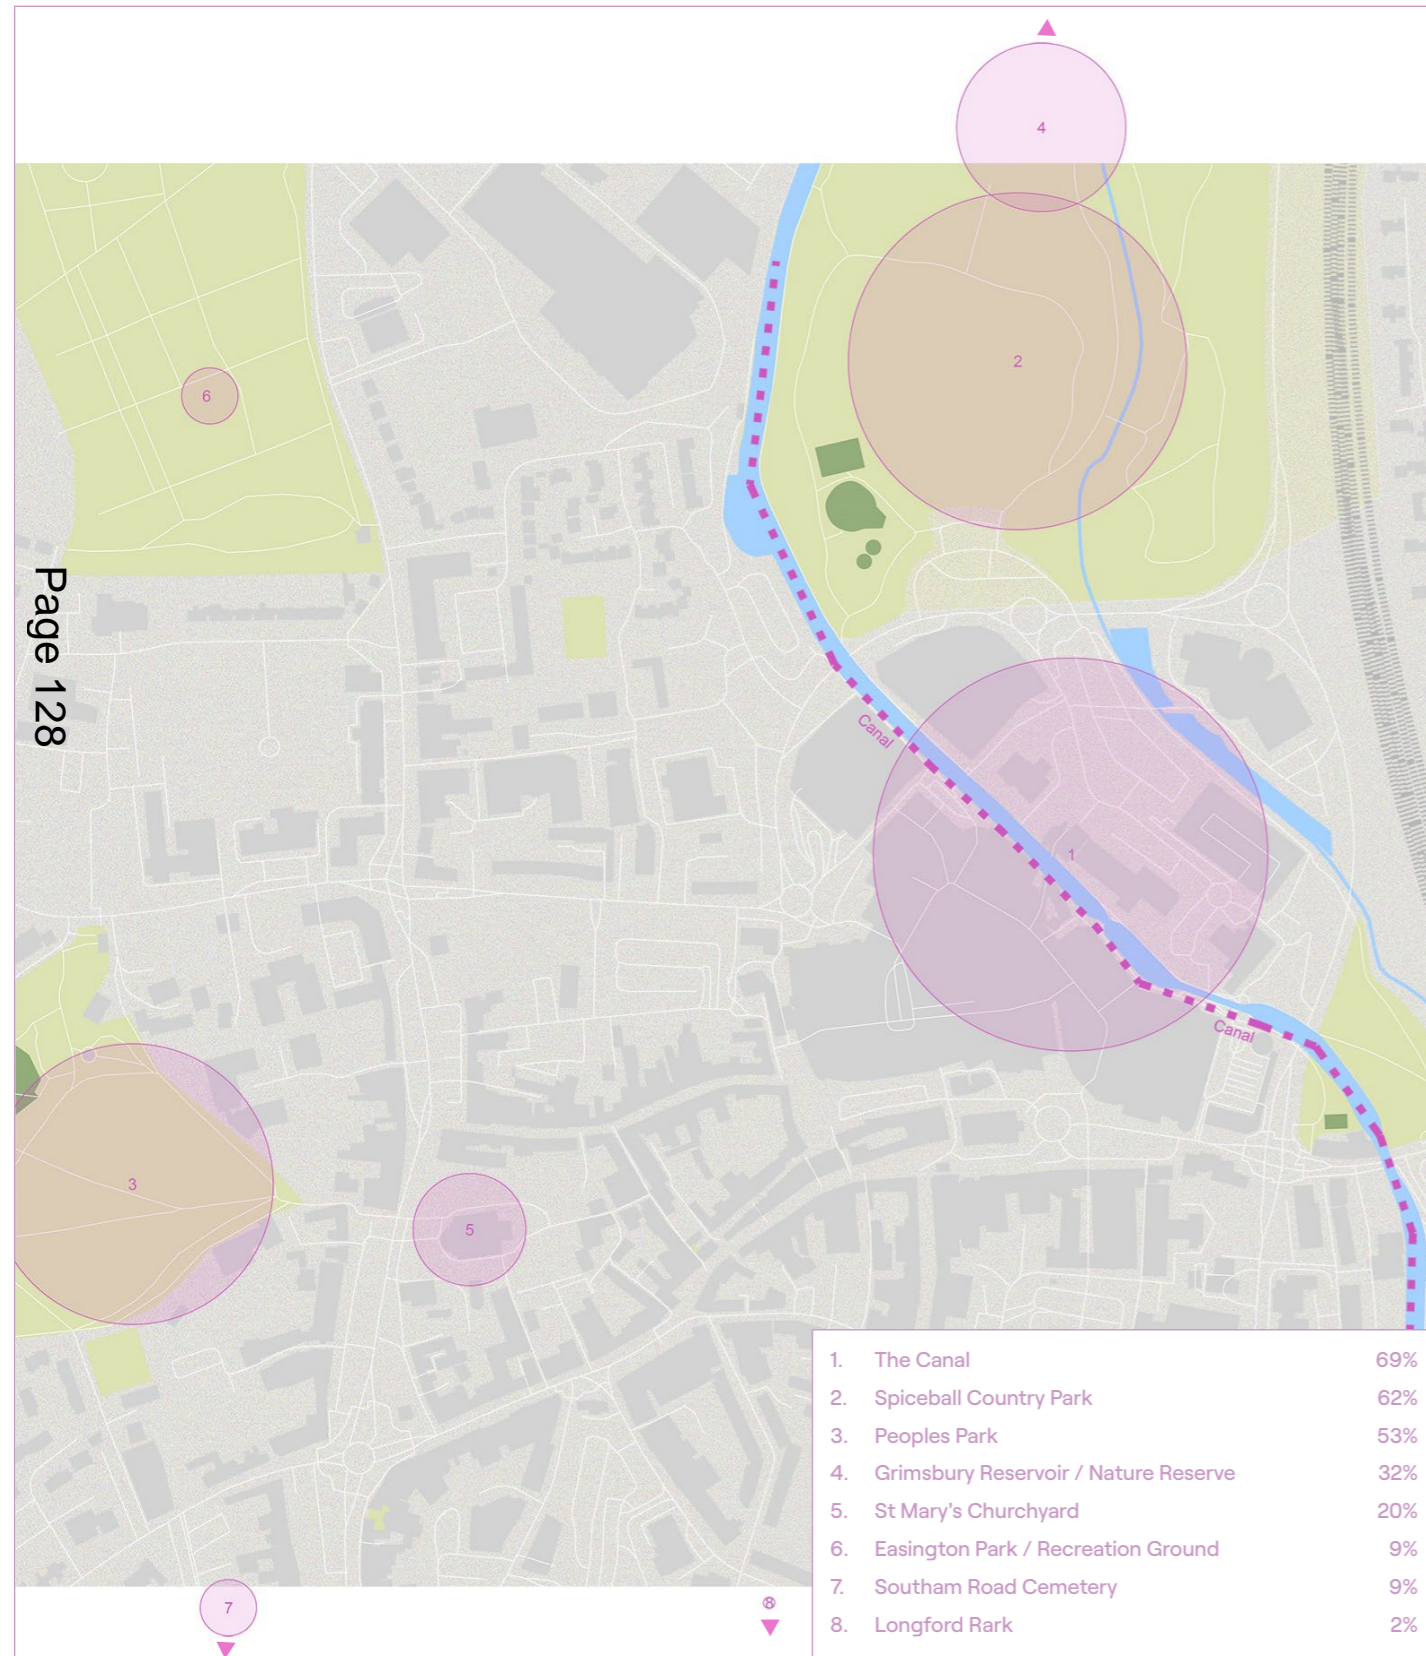 4
2
6
Page 128
Canal
1
Canal
3
5
7
8
1. The Canal 69%
2. Spiceball Country Park 62%
3. Peoples Park 53%
4. Grimsbury Reservoir / Nature Reserve 32%
5. St Mary's Churchyard 20%
6. Easington Park / Recreation Ground 9%
7. Southam Road Cemetery 9%
8. Longford Rark 2%